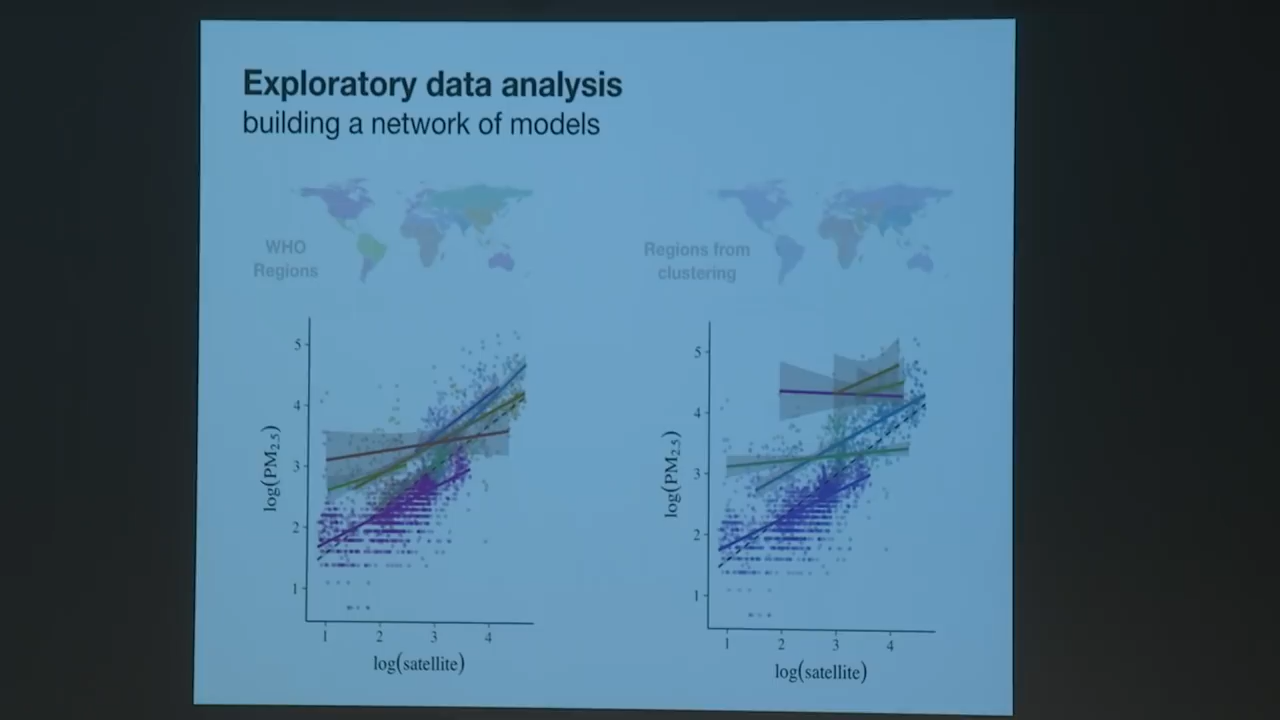 Exploratory data analysis
building a network of models
WHO
Regions
Regions from
clustering
5
4
3
2
1
log(PM2.5)
1 2 3 4
log(satellite)
5
4
3
2
1
log(PM2.5)
1 2 3 4
log(satellite)